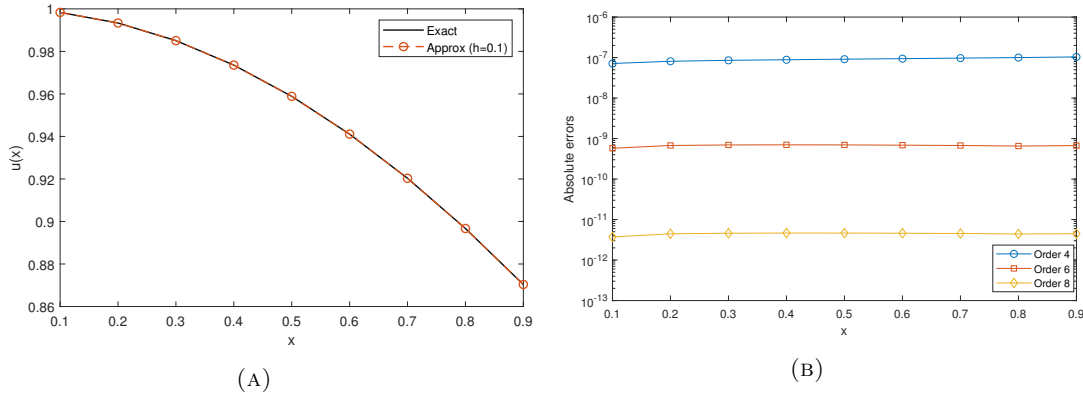 1
0.98
0.96
0.94
0.92
0.9
0.88
0.86
u(x)
0.1 0.2 0.3 0.4 0.5 0.6 0.7 0.8 0.9
x
Exact
Approx (h=0.1)
(A)
10^-6
10^-7
10^-8
10^-9
10^-10
10^-11
10^-12
10^-13
Absolute errors
0.1 0.2 0.3 0.4 0.5 0.6 0.7 0.8 0.9
x
Order 4
Order 6
Order 8
(B)